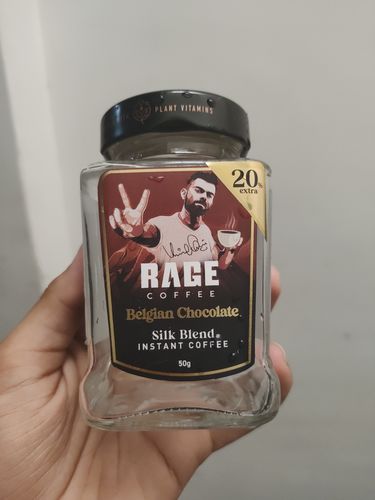 PLANT VITAMINS
20%
extra
RAGE
COFFEE
Belgian Chocolate
Silk Blend®
INSTANT COFFEE
50g